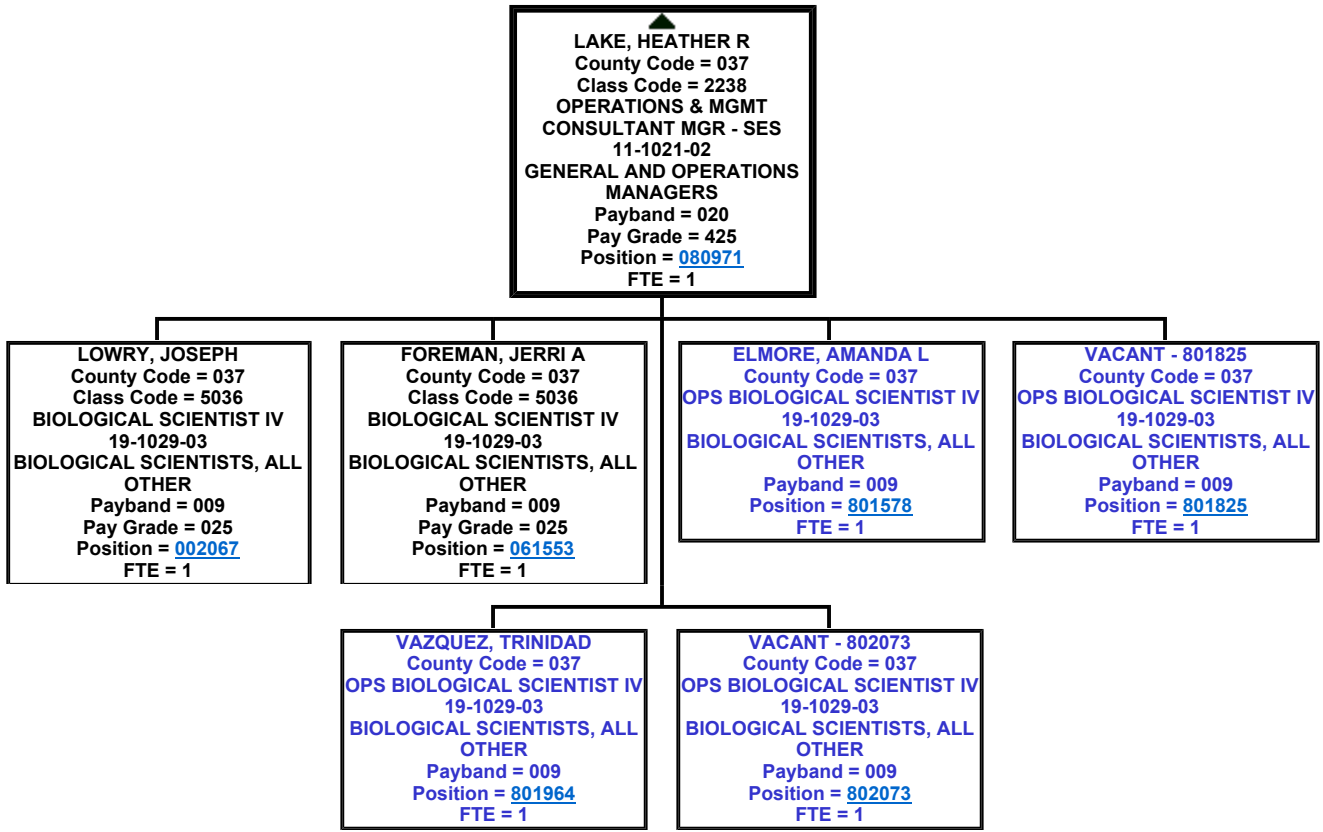 LAKE, HEATHER R
County Code = 037
Class Code = 2238
OPERATIONS & MGMT
CONSULTANT MGR - SES
11-1021-02
GENERAL AND OPERATIONS
MANAGERS
Payband = 020
Pay Grade = 425
Position = 080971
FTE = 1
LOWRY, JOSEPH
County Code = 037
Class Code = 5036
BIOLOGICAL SCIENTIST IV
19-1029-03
BIOLOGICAL SCIENTISTS, ALL
OTHER
Payband = 009
Pay Grade = 025
Position = 002067
FTE = 1
FOREMAN, JERRI A
County Code = 037
Class Code = 5036
BIOLOGICAL SCIENTIST IV
19-1029-03
BIOLOGICAL SCIENTISTS, ALL
OTHER
Payband = 009
Pay Grade = 025
Position = 061553
FTE = 1
ELMORE, AMANDA L
County Code = 037
OPS BIOLOGICAL SCIENTIST IV
19-1029-03
BIOLOGICAL SCIENTISTS, ALL
OTHER
Payband = 009
Position = 801578
FTE = 1
VACANT - 801825
County Code = 037
OPS BIOLOGICAL SCIENTIST IV
19-1029-03
BIOLOGICAL SCIENTISTS, ALL
OTHER
Payband = 009
Position = 801825
FTE = 1
VAZQUEZ, TRINIDAD
County Code = 037
OPS BIOLOGICAL SCIENTIST IV
19-1029-03
BIOLOGICAL SCIENTISTS, ALL
OTHER
Payband = 009
Position = 801964
FTE = 1
VACANT - 802073
County Code = 037
OPS BIOLOGICAL SCIENTIST IV
19-1029-03
BIOLOGICAL SCIENTISTS, ALL
OTHER
Payband = 009
Position = 802073
FTE = 1